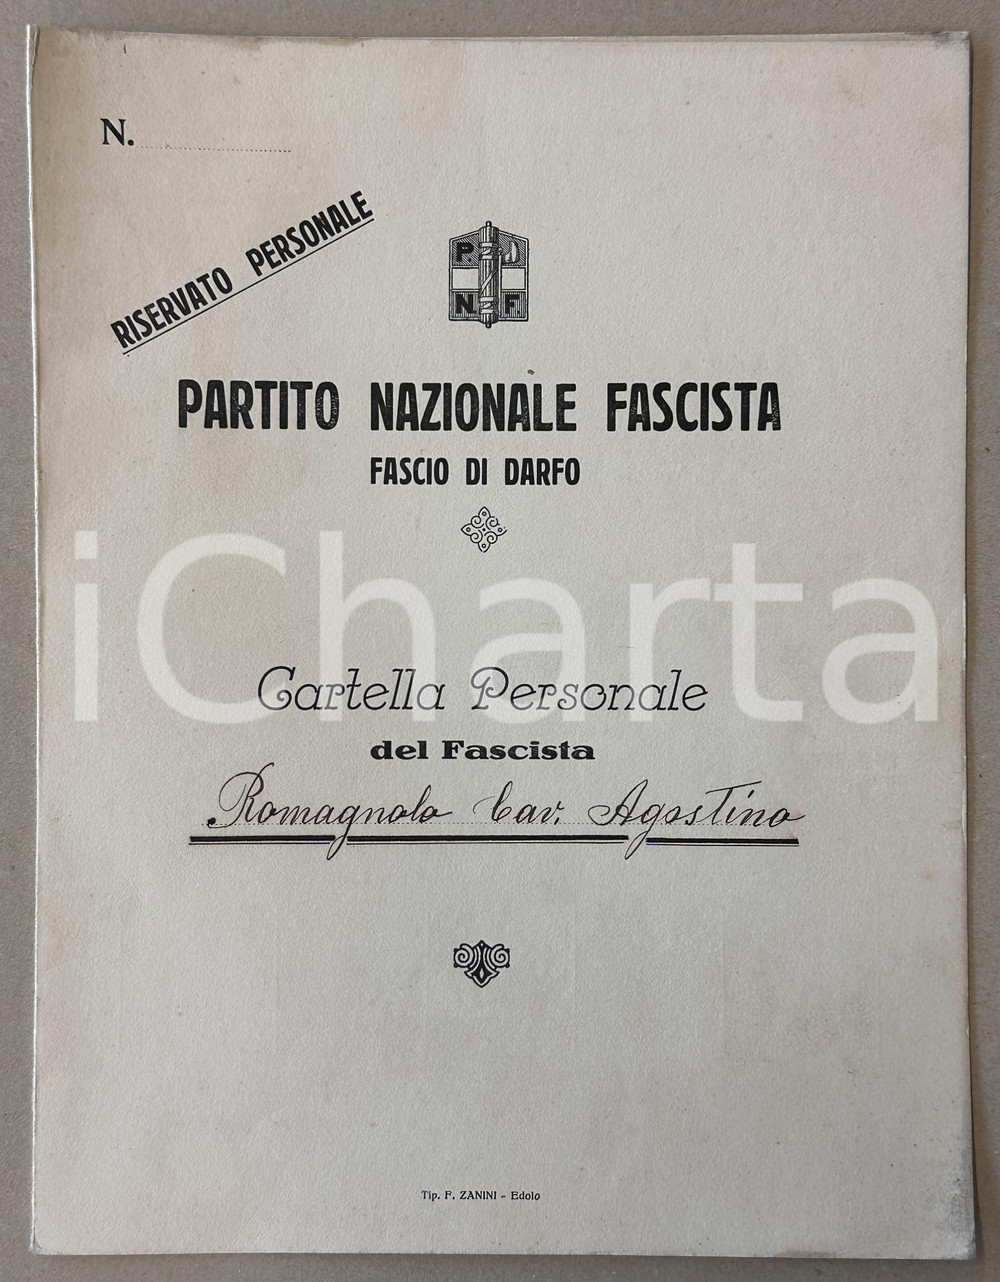 N.
RISERVATO PERSONALE
P. N. F.
PARTITO NAZIONALE FASCISTA
FASCIO DI DARFO
iCharta
Cartella Personale
del Fascista
Romagnolo Cav. Agostino
Tip. F. ZANINI - Edolo